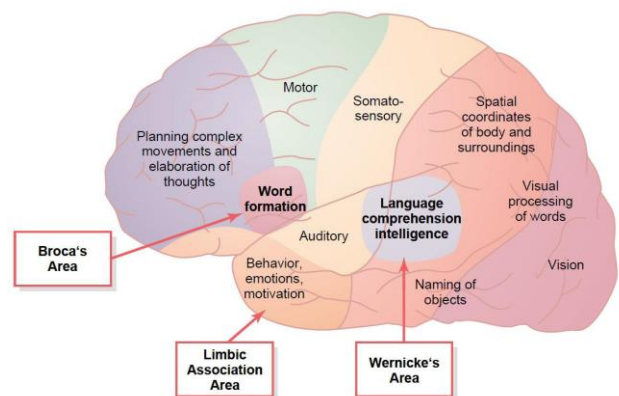 Motor
Somato-
sensory
Spatial
coordinates
of body and
surroundings
Planning complex
movements and
elaboration of
thoughts
Word
formation
Language
comprehension
intelligence
Visual
processing
of words
Auditory
Broca‘s
Area
Behavior,
emotions,
motivation
Naming of
objects
Vision
Limbic
Association
Area
Wernicke‘s
Area